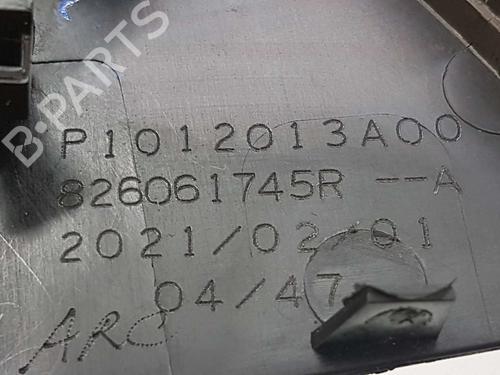 B-PARTS
P1012013A00
826061745R --A
2021/02/01
04/47
ARC